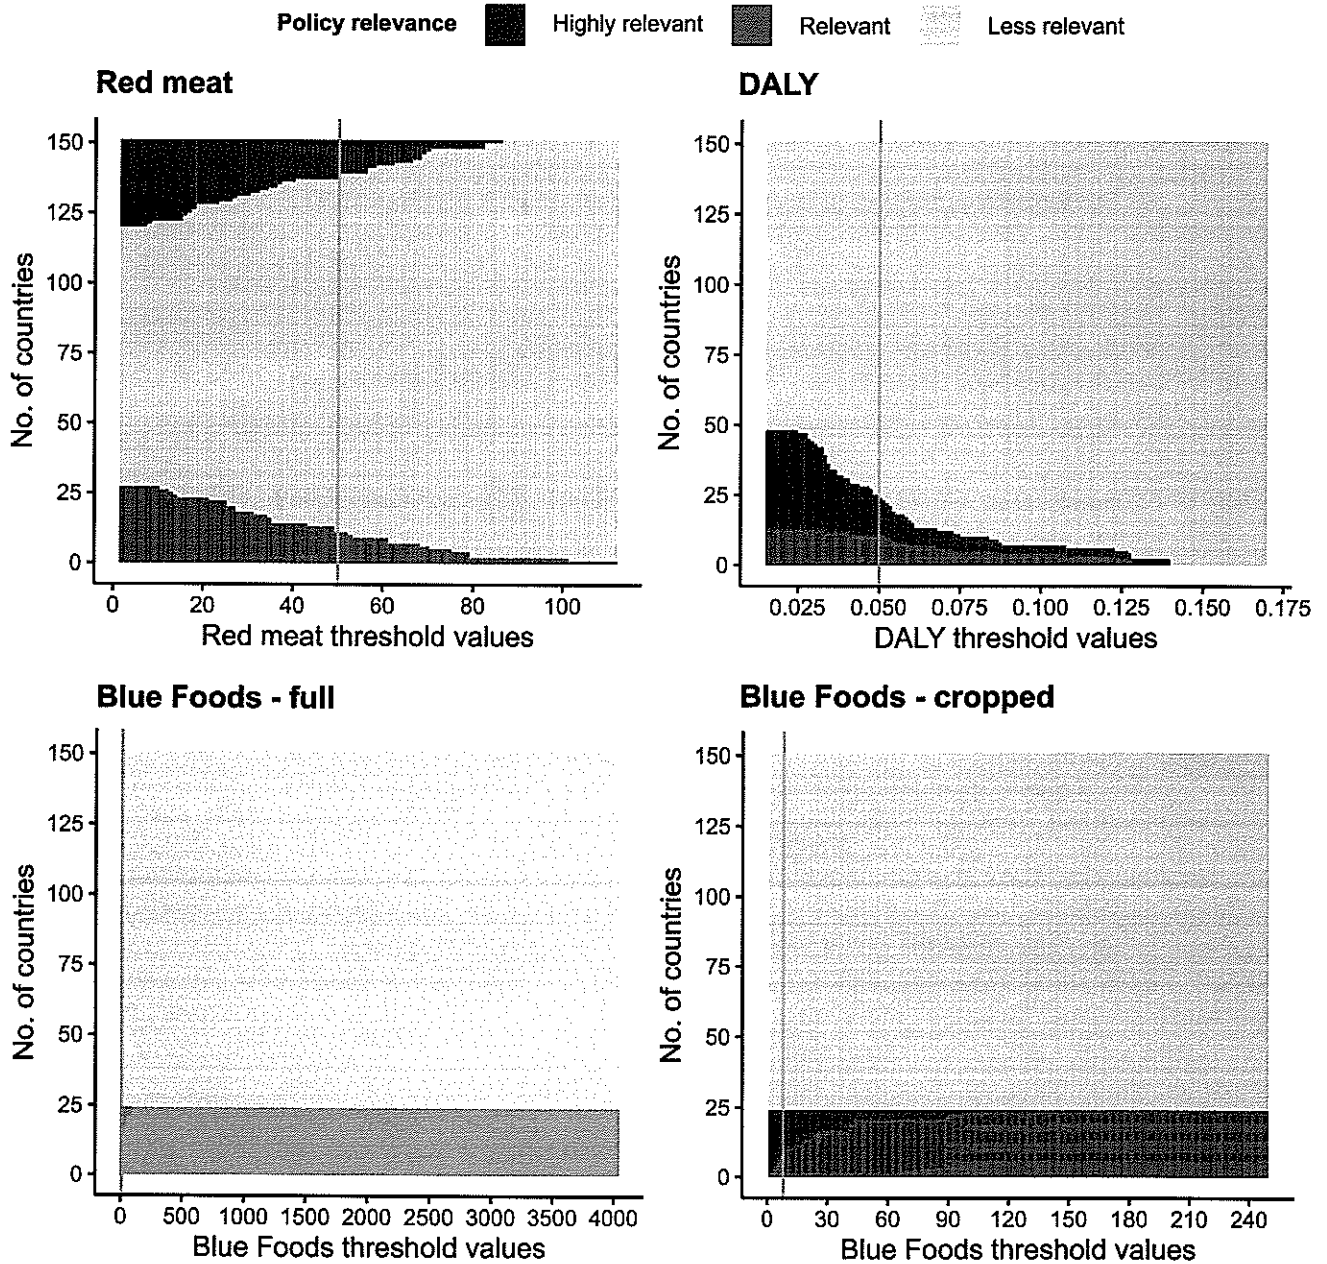 Policy relevance Highly relevant Relevant Less relevant
Red meat
No. of countries
150
125
100
75
50
25
0
0 20 40 60 80 100
Red meat threshold values
DALY
No. of countries
150
125
100
75
50
25
0
0.025 0.050 0.075 0.100 0.125 0.150 0.175
DALY threshold values
Blue Foods - full
No. of countries
150
125
100
75
50
25
0
0 500 1000 1500 2000 2500 3000 3500 4000
Blue Foods threshold values
Blue Foods - cropped
No. of countries
150
125
100
75
50
25
0
0 30 60 90 120 150 180 210 240
Blue Foods threshold values